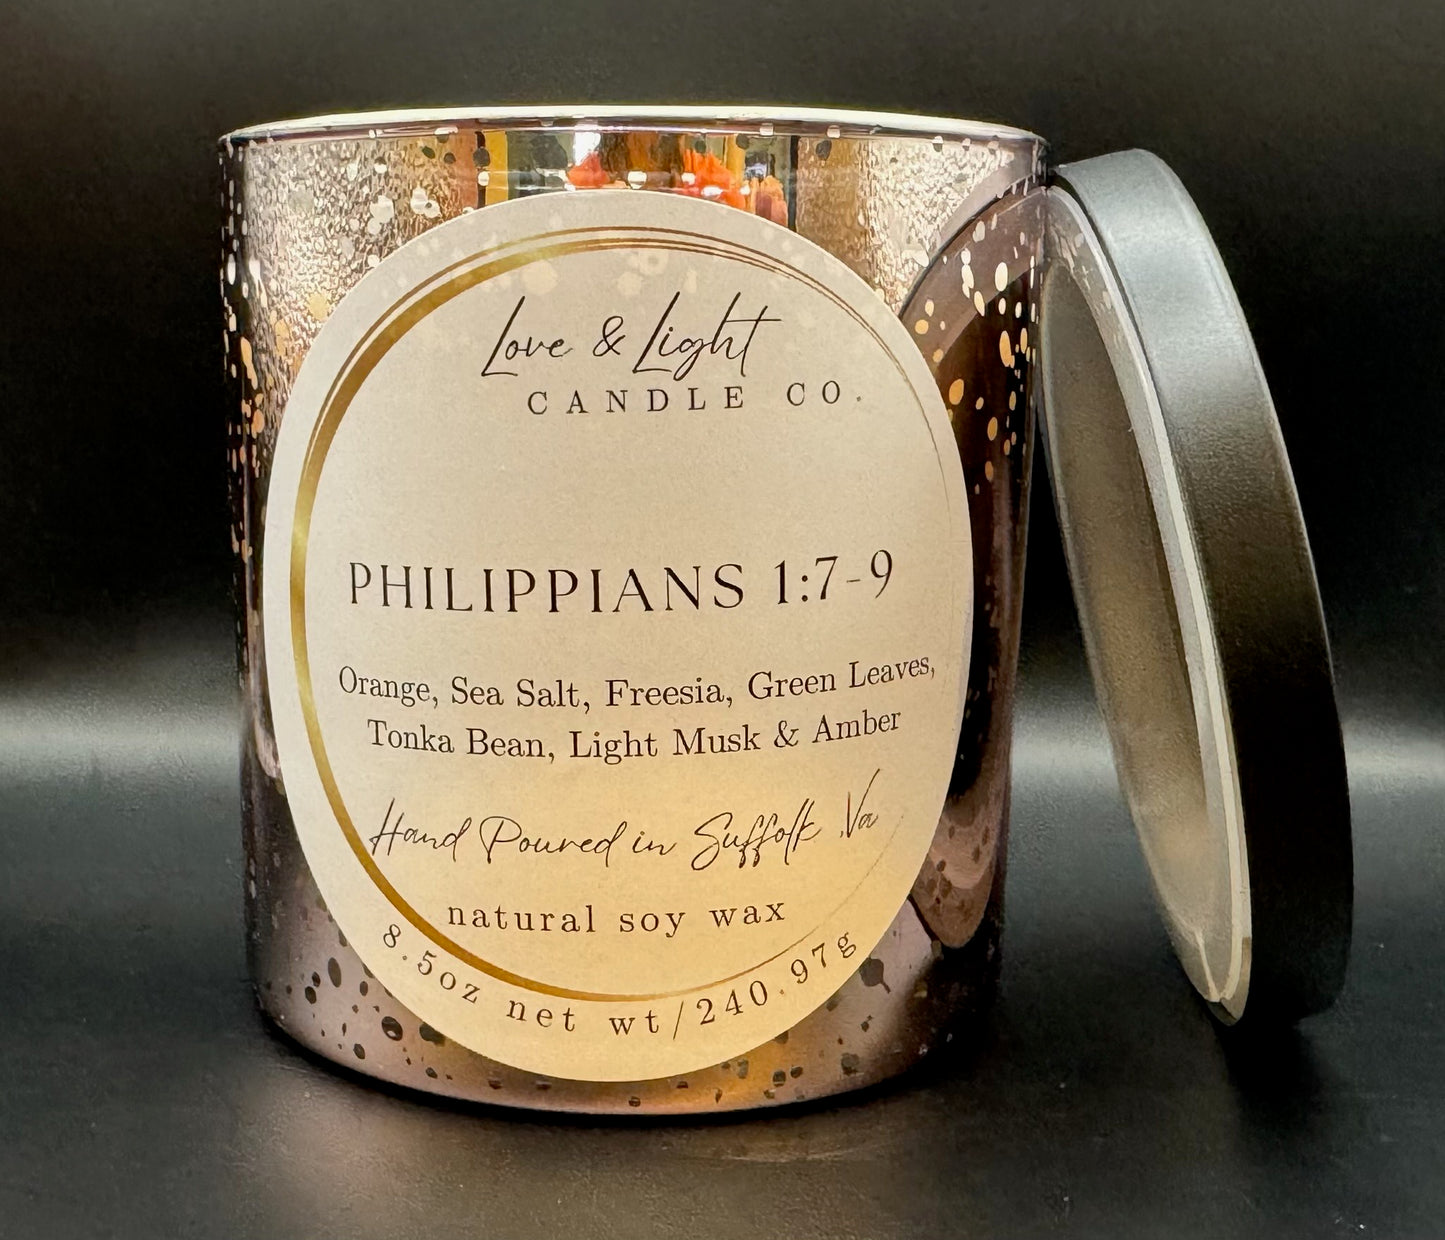 Love & Light
CANDLE CO.
PHILIPPIANS 1:7-9
Orange, Sea Salt, Freesia, Green Leaves,
Tonka Bean, Light Musk & Amber
Hand Poured in Suffolk ,Va
natural soy wax
8.5oz net wt/240.97g